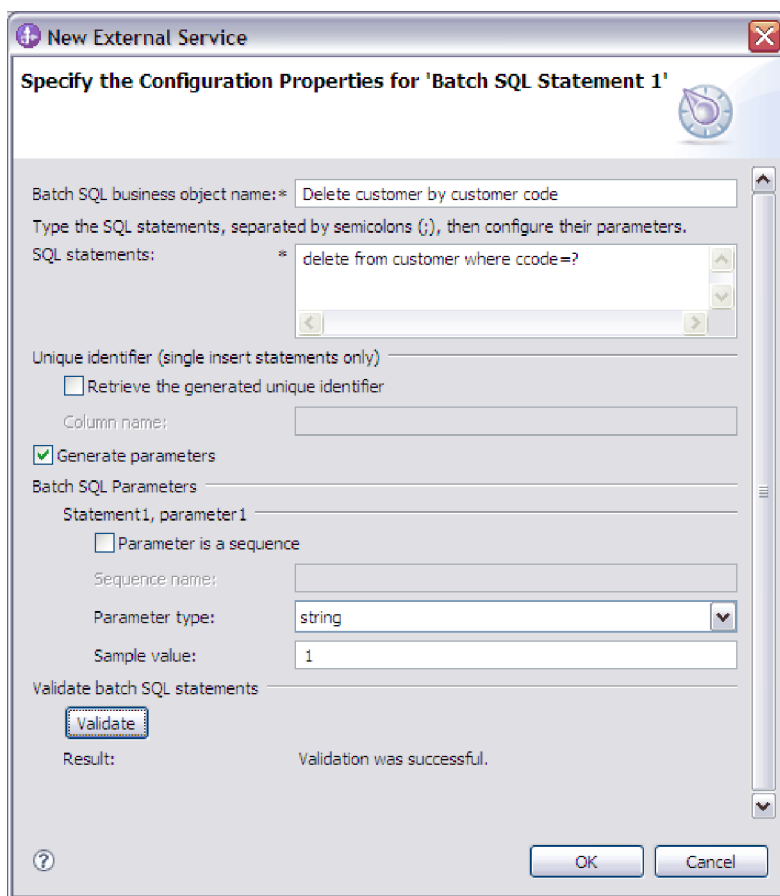 New External Service
Specify the Configuration Properties for 'Batch SQL Statement 1'
Batch SQL business object name:* Delete customer by customer code
Type the SQL statements, separated by semicolons (;), then configure their parameters.
SQL statements: * delete from customer where ccode=?
Unique identifier (single insert statements only)
Retrieve the generated unique identifier
Column name:
Generate parameters
Batch SQL Parameters
Statement1, parameter1
Parameter is a sequence
Sequence name:
Parameter type: string
Sample value: 1
Validate batch SQL statements
Validate
Result: Validation was successful.
? OK Cancel